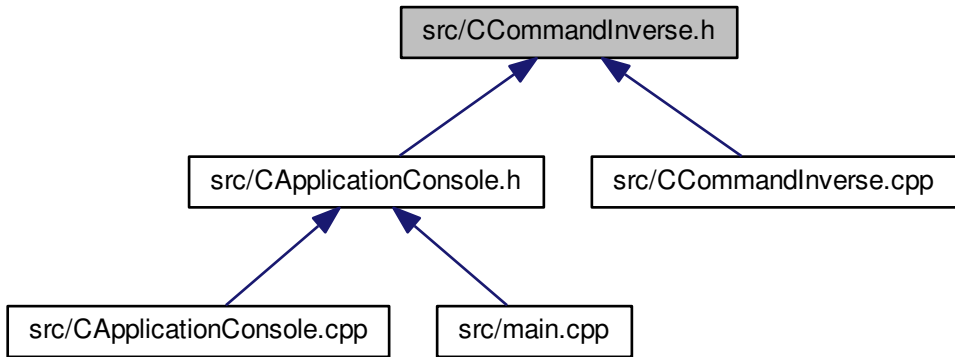 src/CCommandInverse.h
src/CApplicationConsole.h
src/CCommandInverse.cpp
src/CApplicationConsole.cpp
src/main.cpp